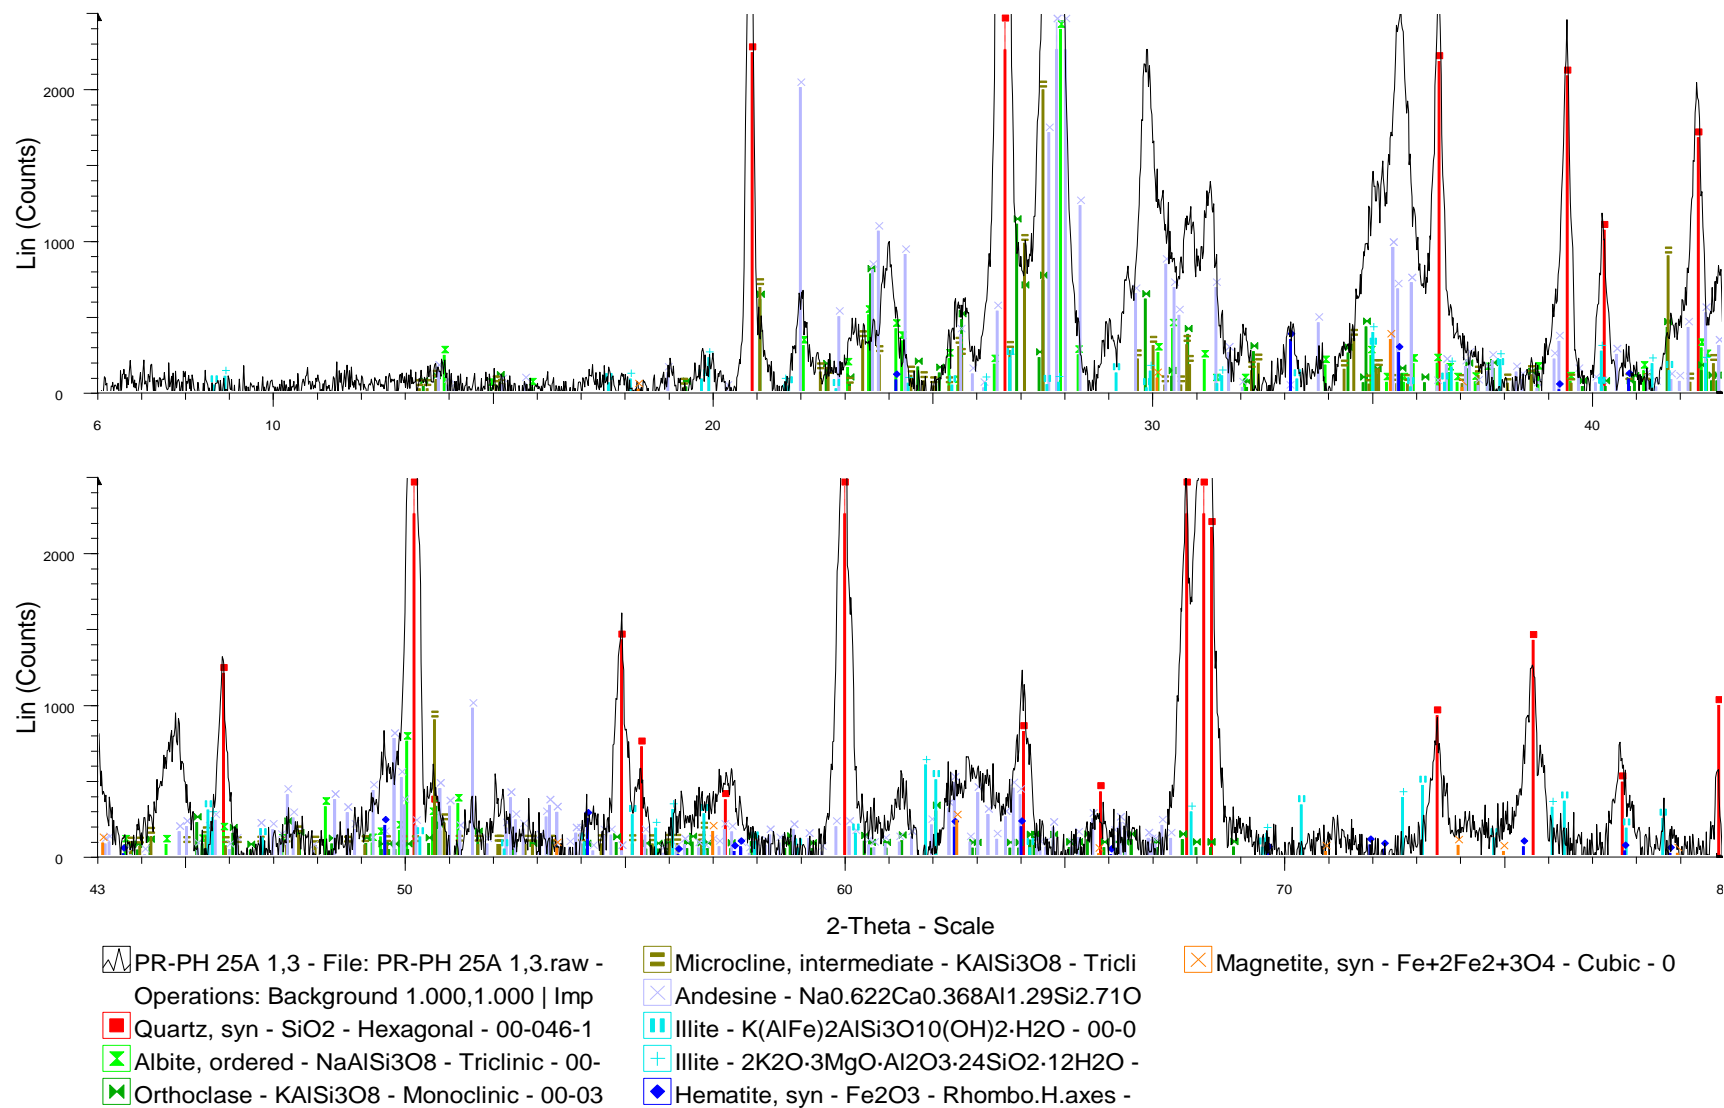 Lin (Counts)
2000
1000
0
6
10
20
30
40
Lin (Counts)
2000
1000
0
43
50
60
70
8
2-Theta - Scale
PR-PH 25A 1,3 - File: PR-PH 25A 1,3.raw -
Operations: Background 1.000,1.000 | Imp
Quartz, syn - SiO2 - Hexagonal - 00-046-1
Albite, ordered - NaAlSi3O8 - Triclinic - 00-
Orthoclase - KAlSi3O8 - Monoclinic - 00-03
Microcline, intermediate - KAlSi3O8 - Tricli
Andesine - Na0.622Ca0.368Al1.29Si2.71O
Illite - K(AlFe)2AlSi3O10(OH)2·H2O - 00-0
Illite - 2K2O·3MgO·Al2O3·24SiO2·12H2O -
Hematite, syn - Fe2O3 - Rhombo.H.axes -
Magnetite, syn - Fe+2Fe2+3O4 - Cubic - 0